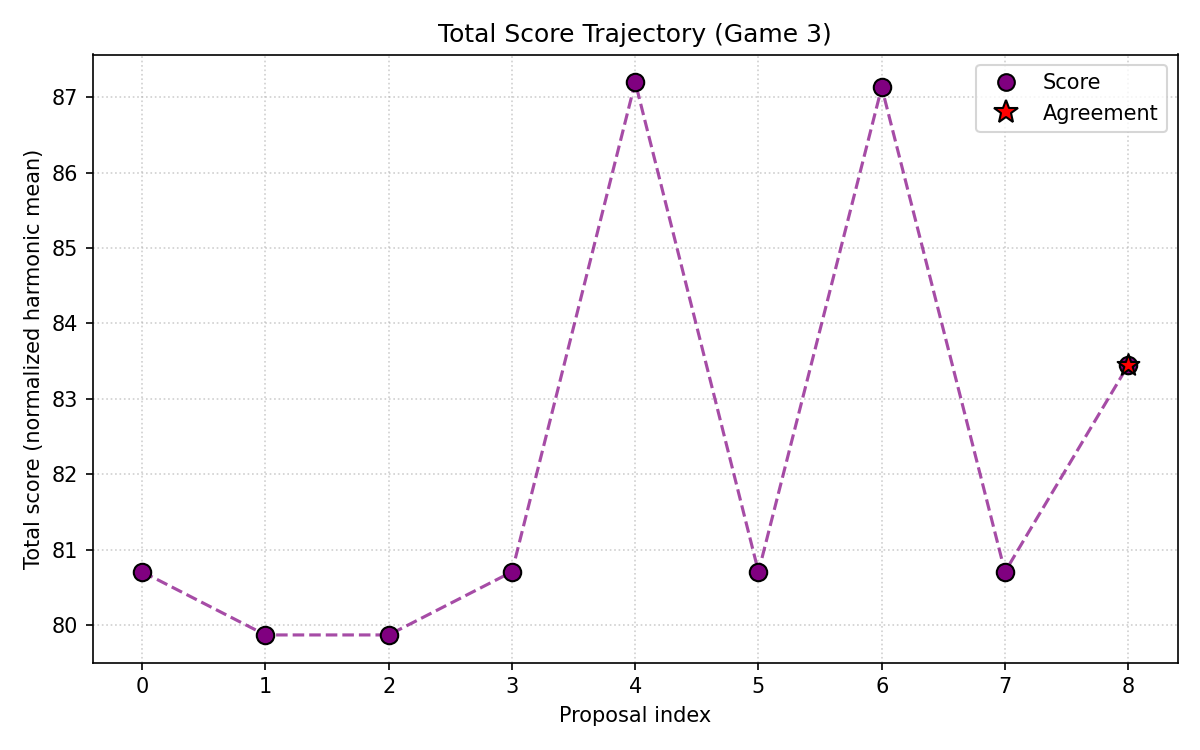 Total Score Trajectory (Game 3)
Score
Agreement
Total score (normalized harmonic mean)
87
86
85
84
83
82
81
80
0 1 2 3 4 5 6 7 8
Proposal index